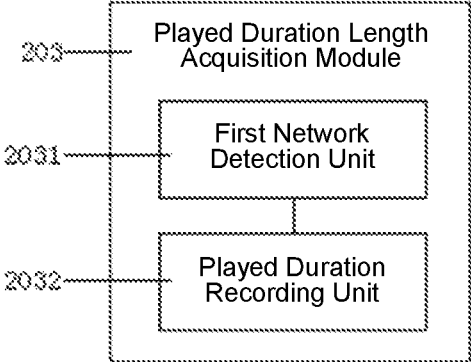 Played Duration Length
203
Acquisition Module
First Network
2031
Detection Unit
Played Duration
2032
Recording Unit